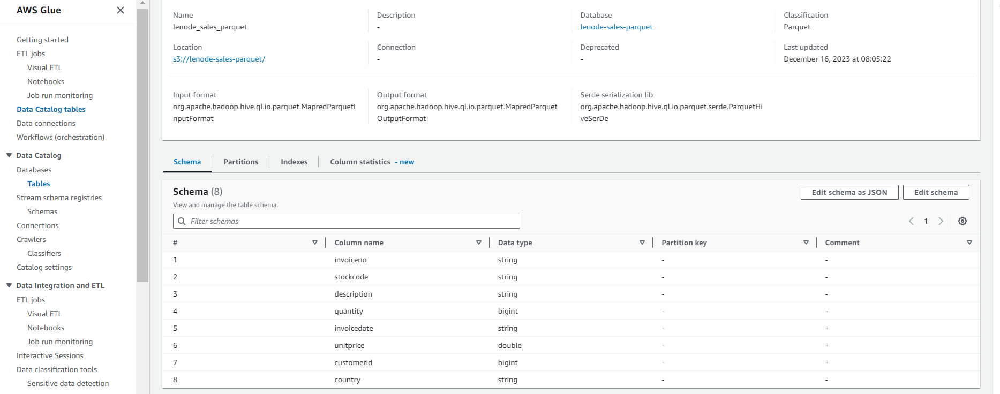 AWS Glue
Getting started
ETL jobs
Visual ETL
Notebooks
Job run monitoring
Data Catalog tables
Data connections
Workflows (orchestration)
Data Catalog
Databases
Tables
Stream schema registries
Schemas
Connections
Crawlers
Classifiers
Catalog settings
Data Integration and ETL
ETL jobs
Visual ETL
Notebooks
Job run monitoring
Interactive Sessions
Data classification tools
Sensitive data detection
Name
lenode_sales_parquet
Description
-
Database
lenode-sales-parquet
Classification
Parquet
Location
s3://lenode-sales-parquet/
Connection
-
Deprecated
-
Last updated
December 16, 2023 at 08:05:22
Input format
org.apache.hadoop.hive.ql.io.parquet.MapredParquetI
nputFormat
Output format
org.apache.hadoop.hive.ql.io.parquet.MapredParquet
OutputFormat
Serde serialization lib
org.apache.hadoop.hive.ql.io.parquet.serde.ParquetHi
veSerDe
Schema Partitions Indexes Column statistics - new
Schema (8)
View and manage the table schema.
Edit schema as JSON Edit schema
Filter schemas
1
# Column name Data type Partition key Comment
1 invoiceno string - -
2 stockcode string - -
3 description string - -
4 quantity bigint - -
5 invoicedate string - -
6 unitprice double - -
7 customerid bigint - -
8 country string - -